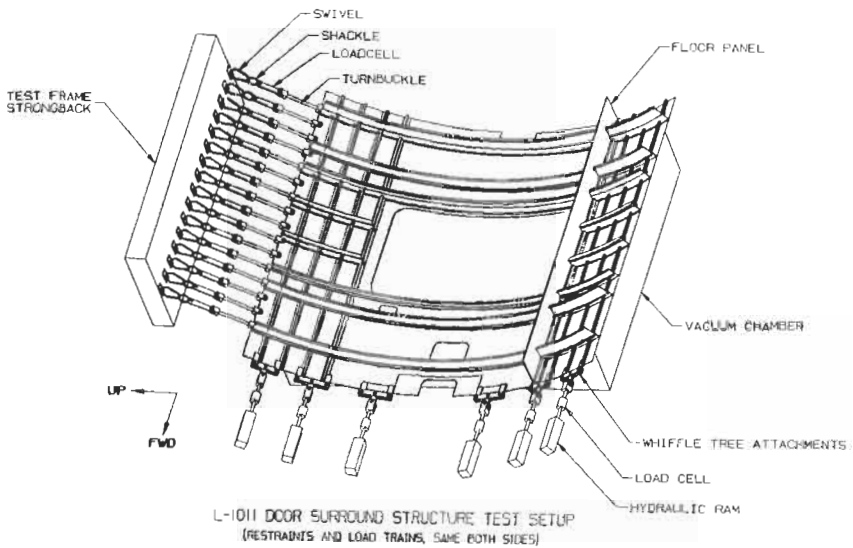 SWIVEL
SHACKLE
LOADCELL
TURNBUCKLE
FLOOR PANEL
TEST FRAME
STRONGBACK
VACUUM CHAMBER
UP
FWD
WHIFFLE TREE ATTACHMENTS
LOAD CELL
HYDRAULIC RAM
L-1011 DOOR SURROUND STRUCTURE TEST SETUP
(RESTRAINTS AND LOAD TRAINS, SAME BOTH SIDES)